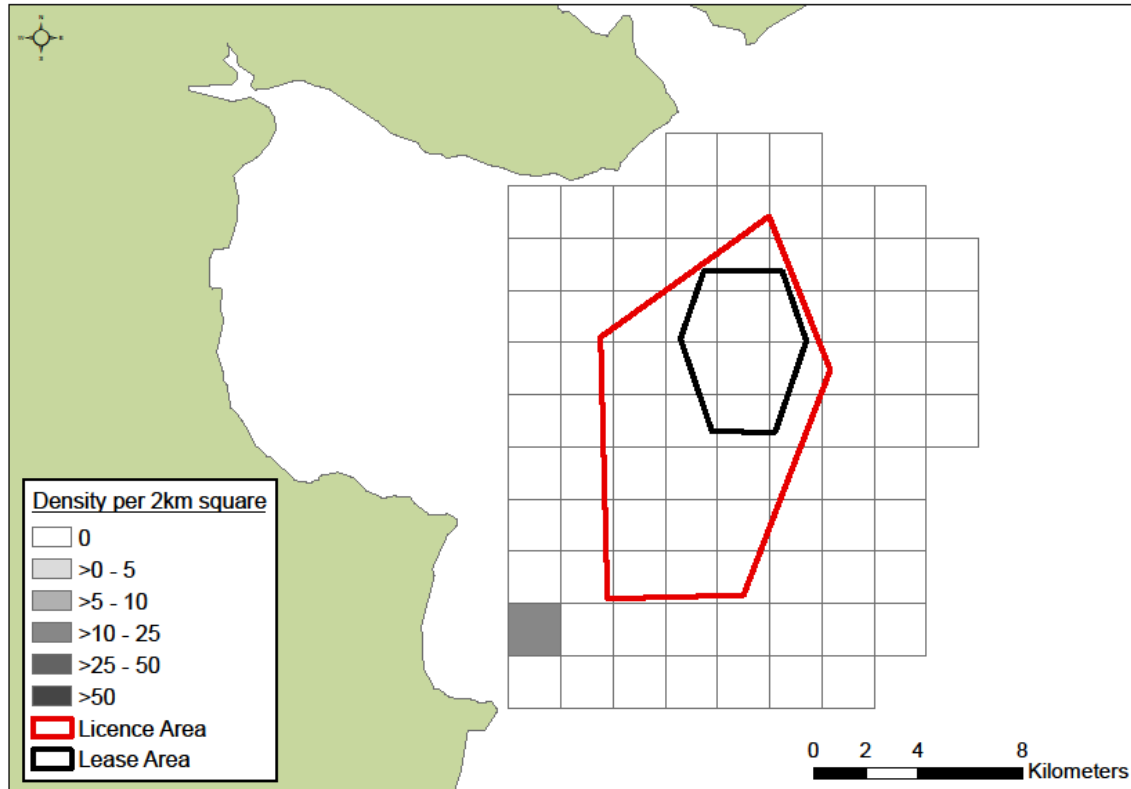 N
W
E
S
Density per 2km square
0
>0 - 5
>5 - 10
>10 - 25
>25 - 50
>50
Licence Area
Lease Area
0 2 4 8
Kilometers